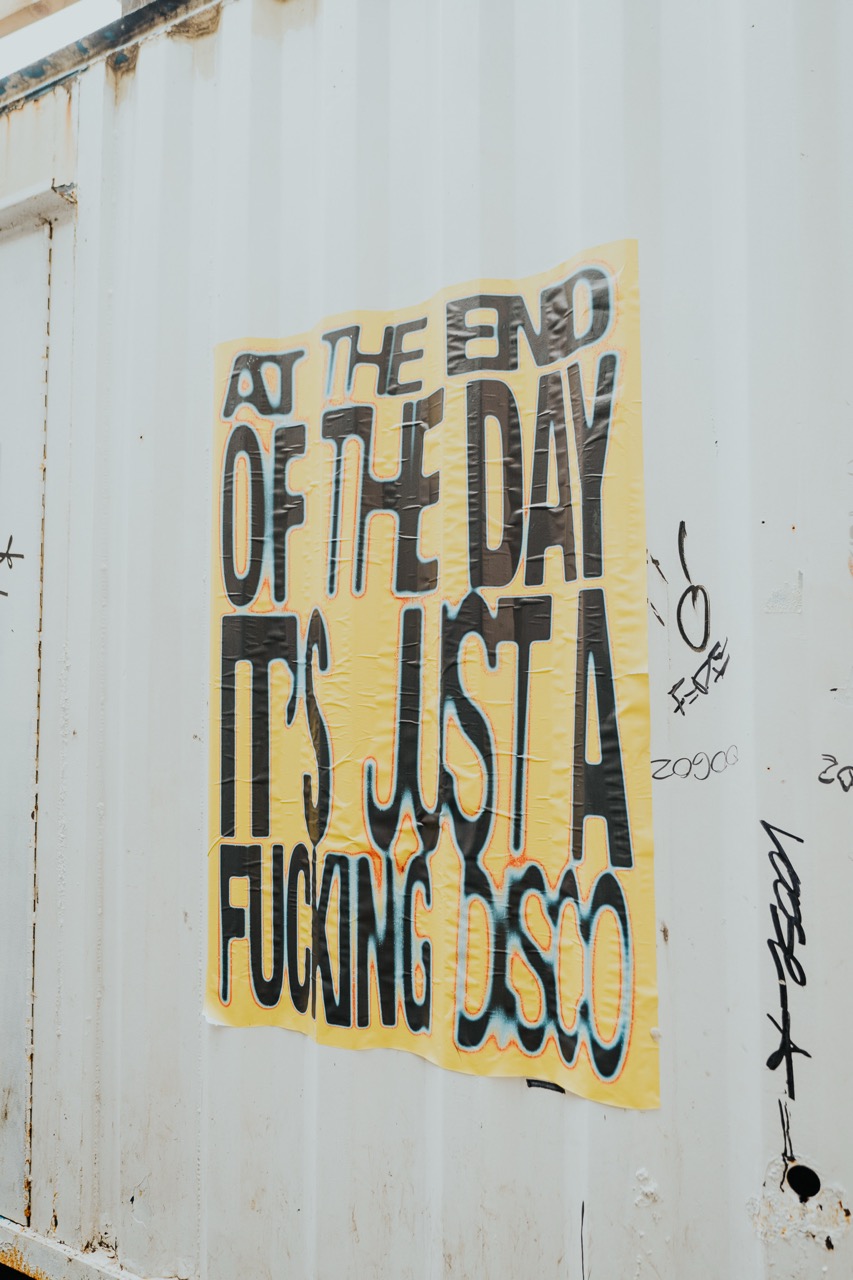 AT THE END
OF THE DAY
IT'S JUST A
FUCKING DISCO